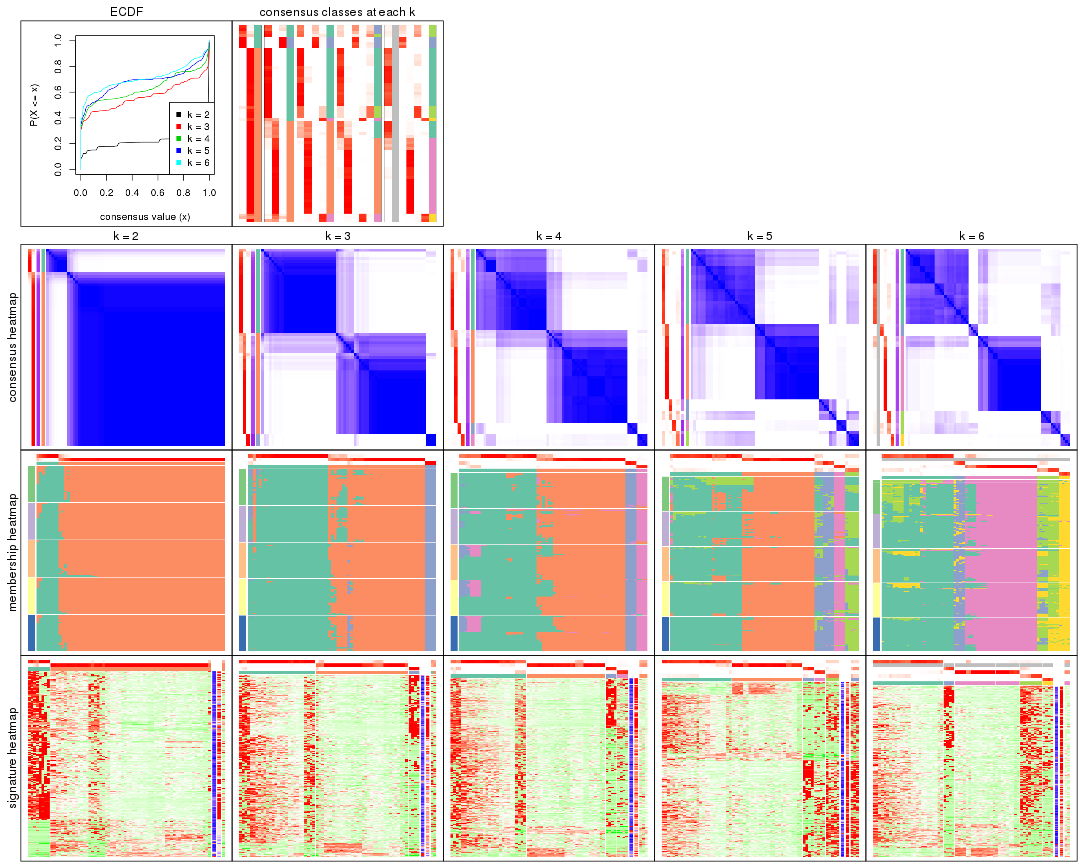 ECDF
consensus classes at each k
P(X <= x)
0.0 0.2 0.4 0.6 0.8 1.0
k = 2
k = 3
k = 4
k = 5
k = 6
0.0 0.2 0.4 0.6 0.8 1.0
consensus value (x)
k = 2 k = 3 k = 4 k = 5 k = 6
consensus heatmap
membership heatmap
signature heatmap